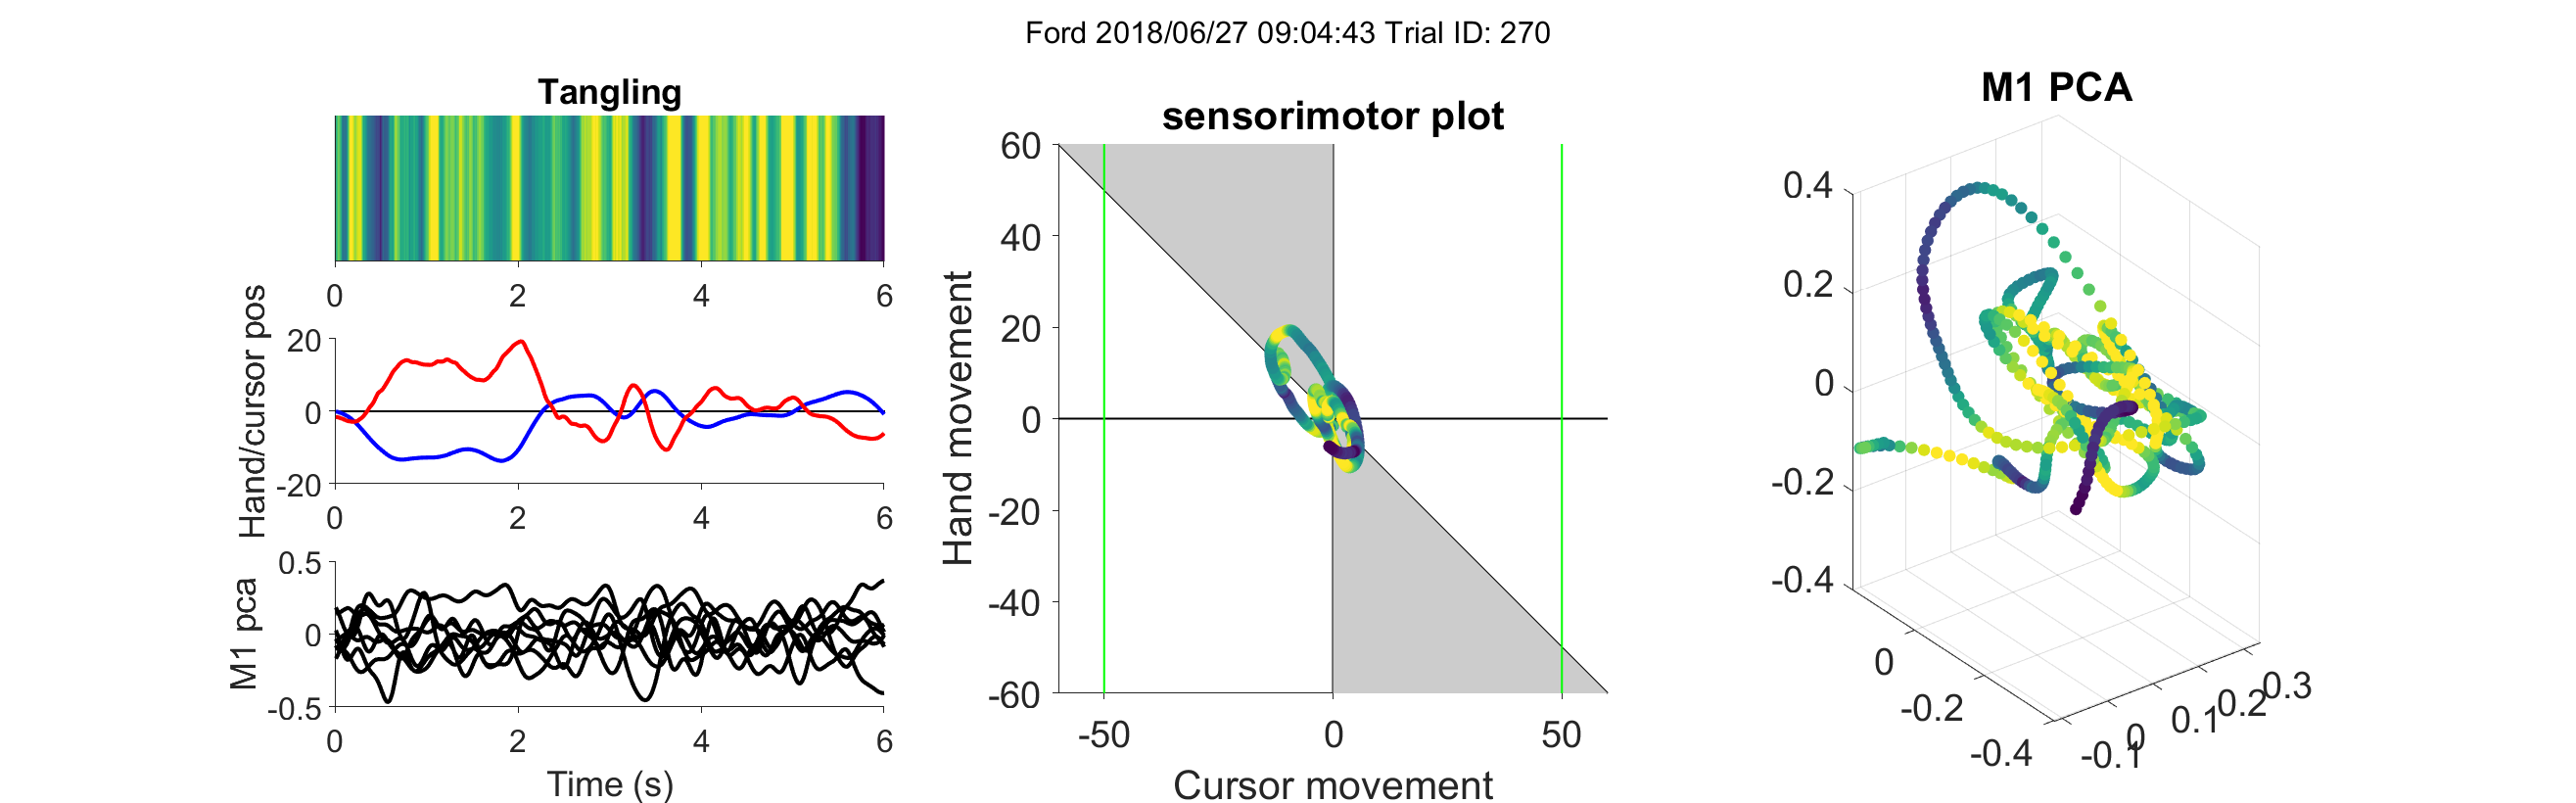 Ford 2018/06/27 09:04:43 Trial ID: 270
Tangling
0 2 4 6
Hand/cursor pos
20
0
-20
0 2 4 6
M1 pca
0.5
0
-0.5
0 2 4 6
Time (s)
sensorimotor plot
Hand movement
60
40
20
0
-20
-40
-60
-50 0 50
Cursor movement
M1 PCA
0.4
0.2
0
-0.2
-0.4
0
-0.2
-0.4
-0.1
0
0.1
0.2
0.3